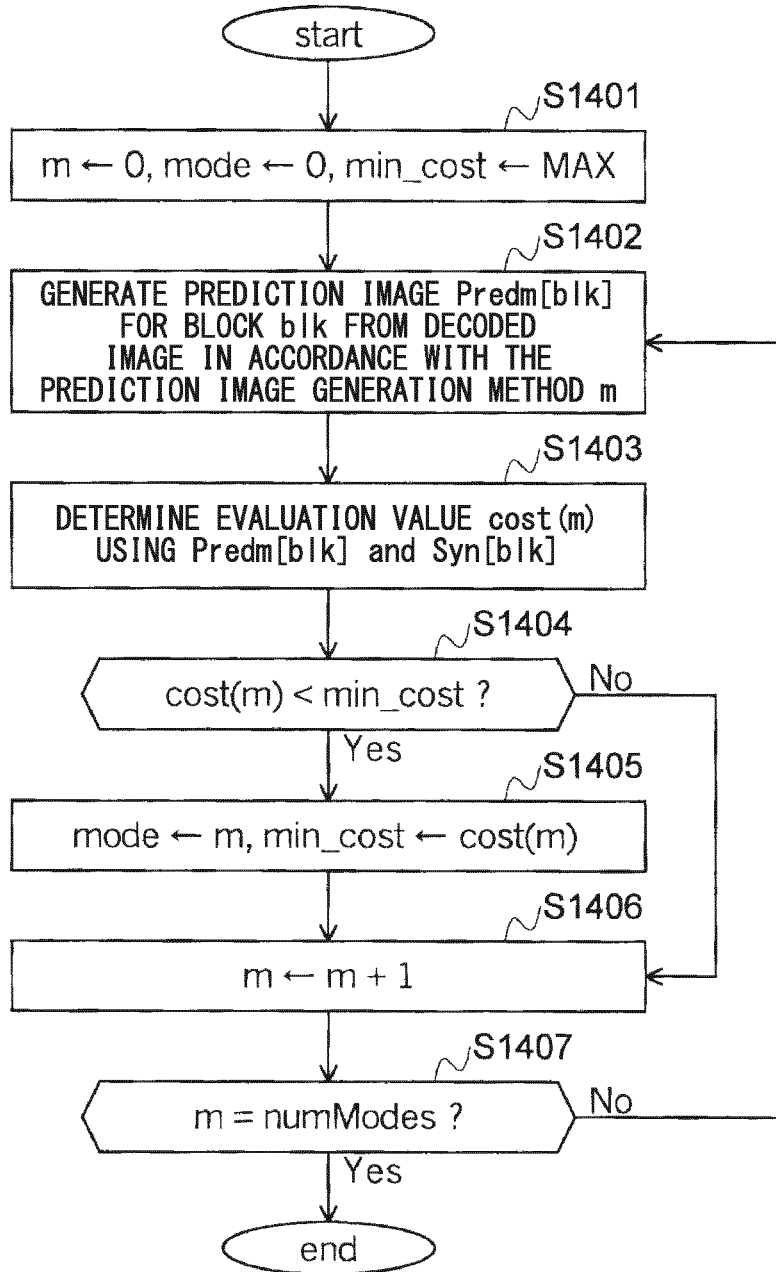 start
S1401
m ← 0, mode ← 0, min_cost ← MAX
S1402
GENERATE PREDICTION IMAGE Predm[blk]
FOR BLOCK blk FROM DECODED
IMAGE IN ACCORDANCE WITH THE
PREDICTION IMAGE GENERATION METHOD m
S1403
DETERMINE EVALUATION VALUE cost(m)
USING Predm[blk] and Syn[blk]
S1404
cost(m) < min_cost ?
No
Yes
S1405
mode ← m, min_cost ← cost(m)
S1406
m ← m + 1
S1407
m = numModes ?
No
Yes
end